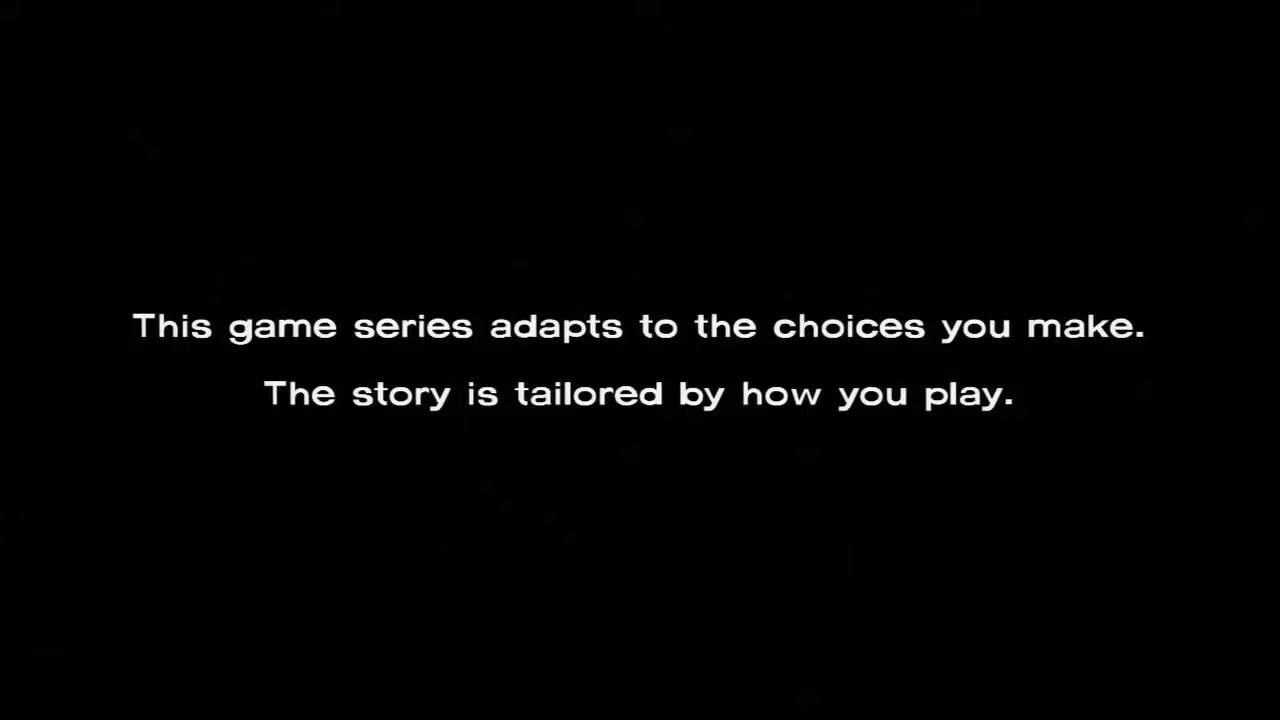 This game series adapts to the choices you make.
The story is tailored by how you play.